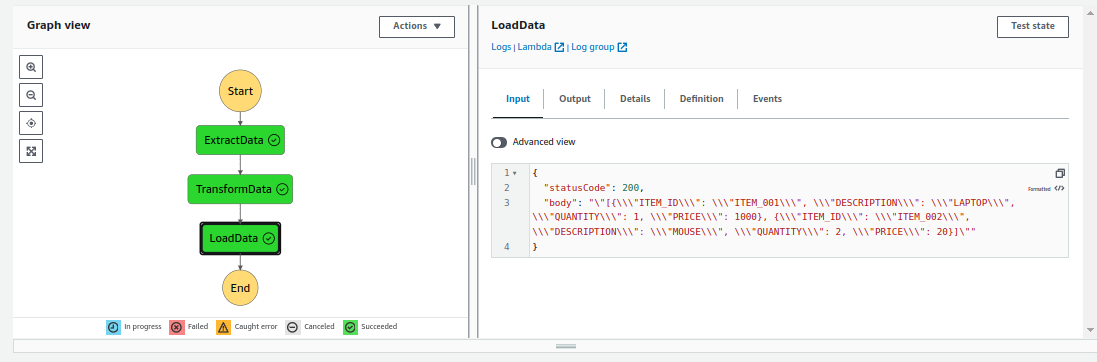 Graph view
Actions
Start
ExtractData
TransformData
LoadData
End
In progress
Failed
Caught error
Canceled
Succeeded
LoadData
Test state
Logs | Lambda | Log group
Input
Output
Details
Definition
Events
Advanced view
1 {
2 "statusCode": 200,
Formatted
3 "body": "\"[{\\\"ITEM_ID\\\": \\\"ITEM_001\\\", \\\"DESCRIPTION\\\": \\\"LAPTOP\\\",
\\\"QUANTITY\\\": 1, \\\"PRICE\\\": 1000}, {\\\"ITEM_ID\\\": \\\"ITEM_002\\\",
\\\"DESCRIPTION\\\": \\\"MOUSE\\\", \\\"QUANTITY\\\": 2, \\\"PRICE\\\": 20}]\""
4 }